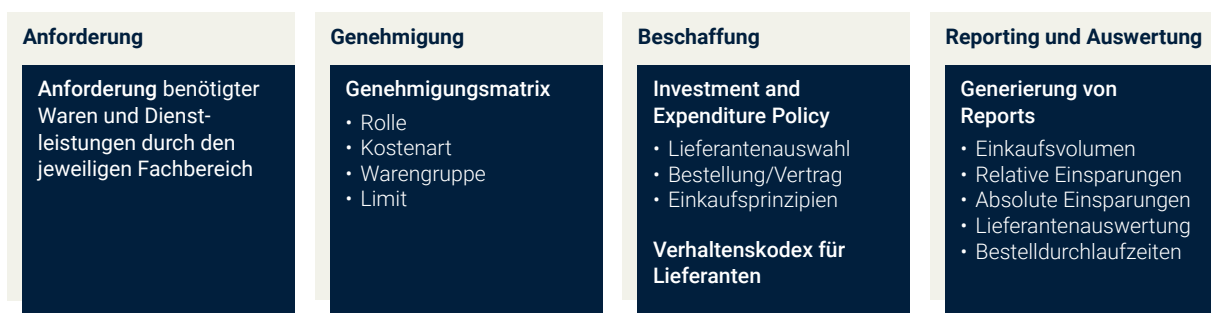 Anforderung
Anforderung benötigter
Waren und Dienst-
leistungen durch den
jeweiligen Fachbereich
Genehmigung
Genehmigungsmatrix
• Rolle
• Kostenart
• Warengruppe
• Limit
Beschaffung
Investment and
Expenditure Policy
• Lieferantenauswahl
• Bestellung/Vertrag
• Einkaufsprinzipien
Verhaltenskodex für
Lieferanten
Reporting und Auswertung
Generierung von
Reports
• Einkaufsvolumen
• Relative Einsparungen
• Absolute Einsparungen
• Lieferantenauswertung
• Bestelldurchlaufzeiten